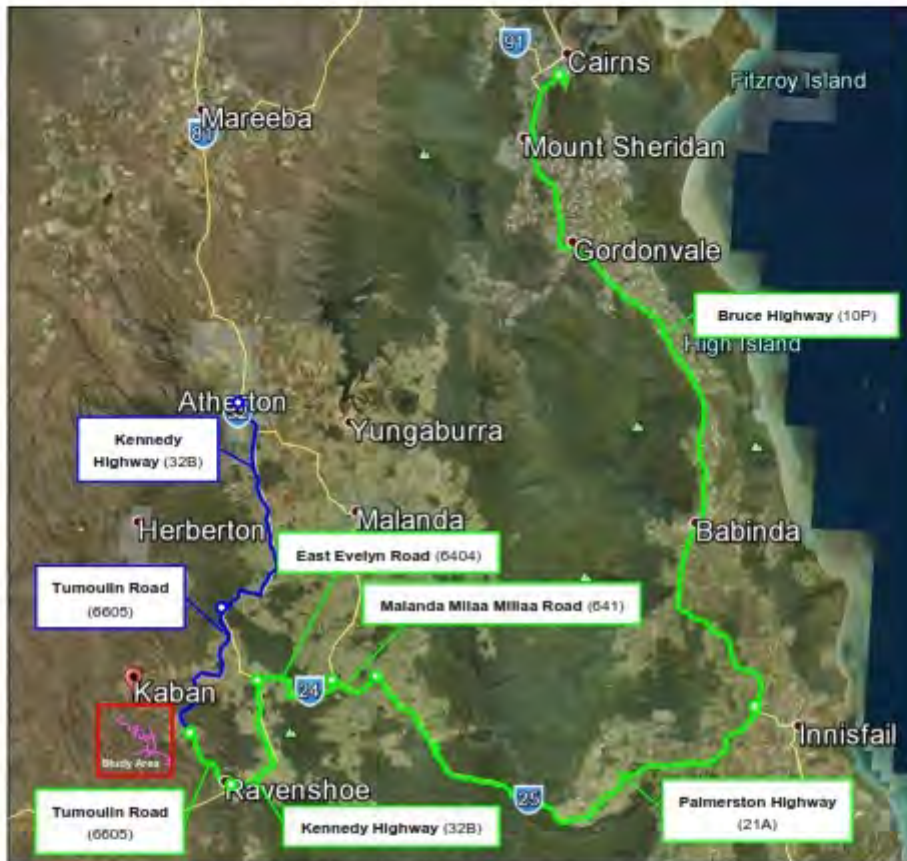 91
Cairns
Fitzroy Island
Mareeba
81
Mount Sheridan
Gordonvale
Bruce Highway (10P)
High Island
Atherton
Yungaburra
Kennedy
Highway (32B)
Herberton
Malanda
Babinda
East Evelyn Road (6404)
Tumoulin Road
(6605)
Malanda Milaa Millaa Road (641)
24
Kaban
Innisfail
Study Area
Ravenshoe
25
Tumoulin Road
(6605)
Kennedy Highway (32B)
Palmerston Highway
(21A)